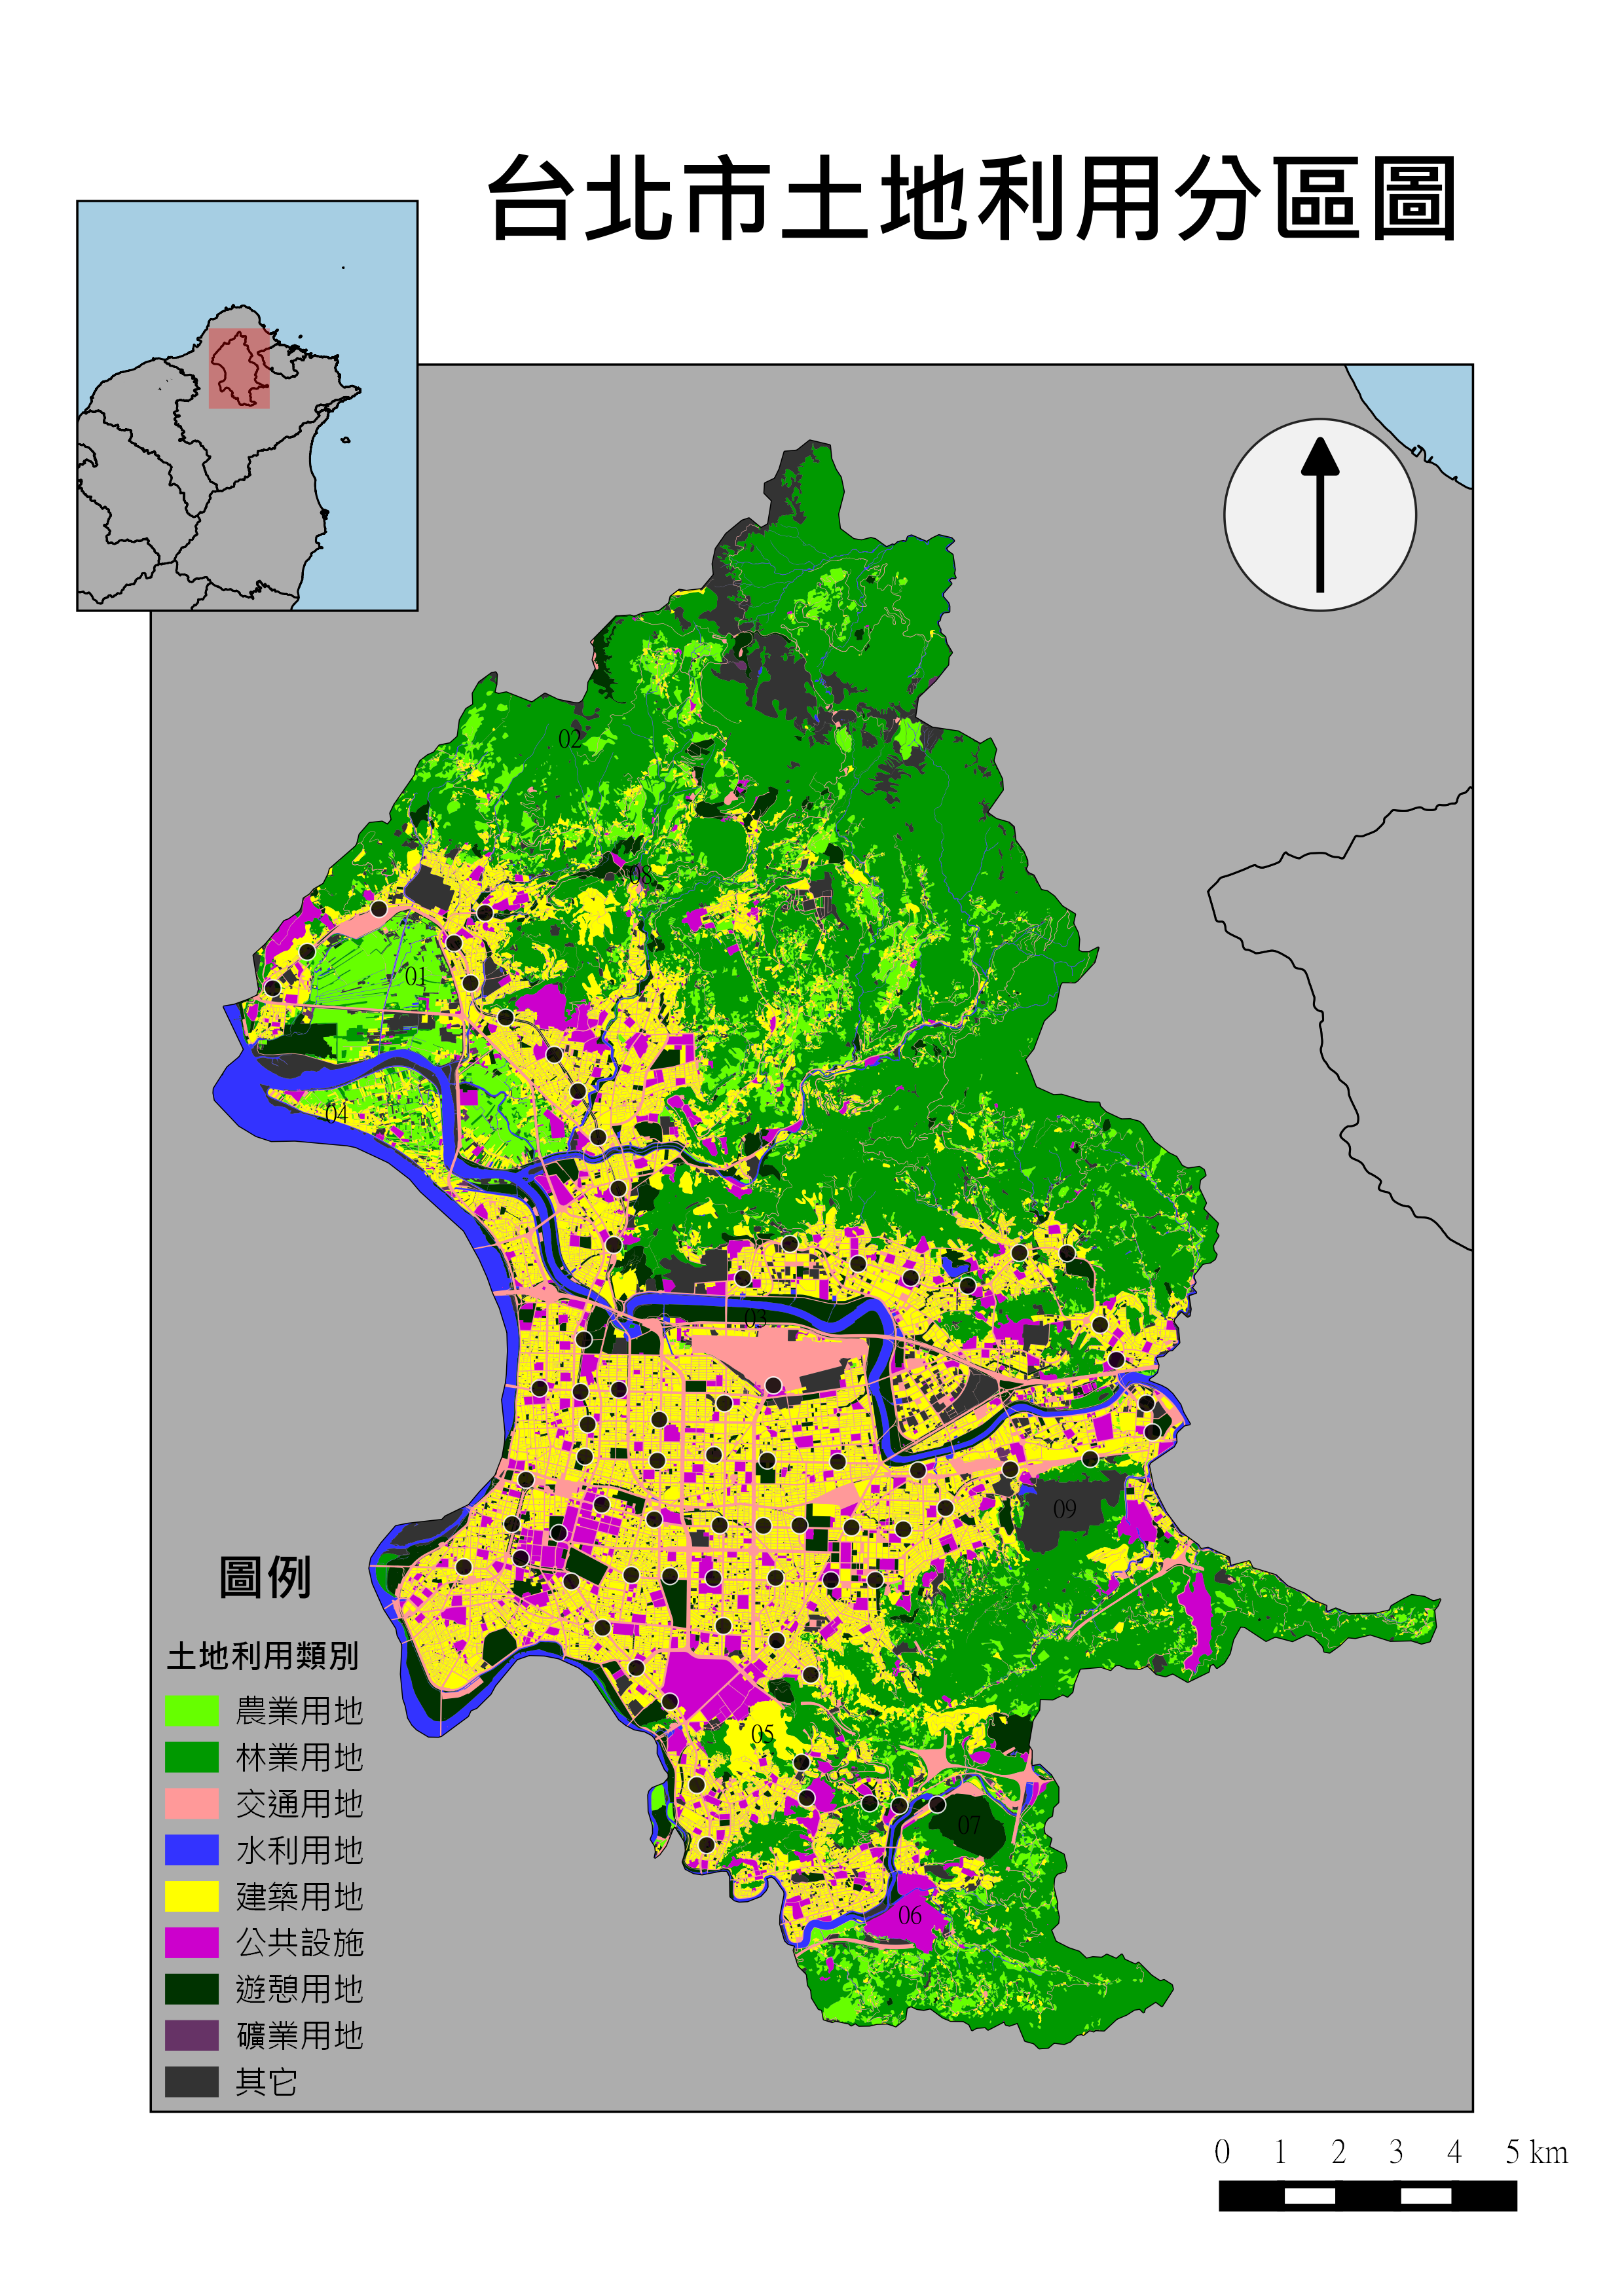 台北市土地利用分區圖
02
08
01
04
03
09
05
07
06
圖例
土地利用類別
農業用地
林業用地
交通用地
水利用地
建築用地
公共設施
遊憩用地
礦業用地
其它
0 1 2 3 4 5 km